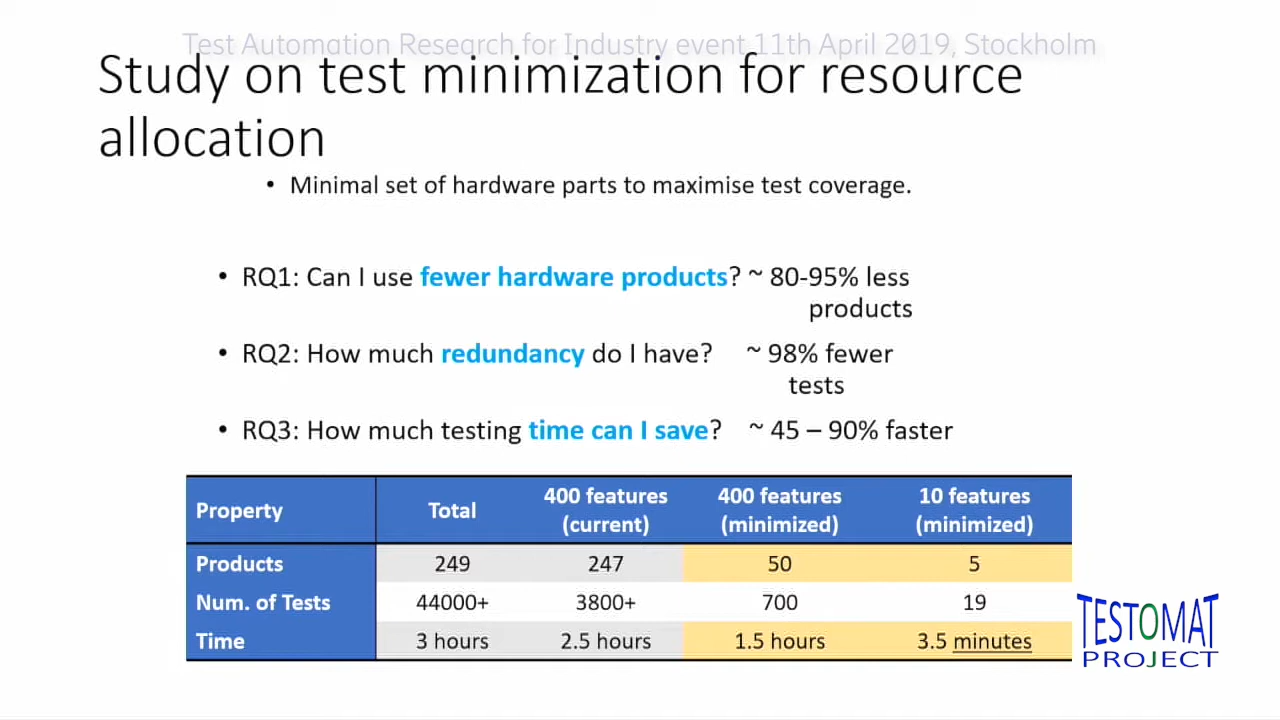 Test Automation Research for Industry event 11th April 2019, Stockholm
Study on test minimization for resource
allocation
• Minimal set of hardware parts to maximise test coverage.
• RQ1: Can I use fewer hardware products? ~ 80-95% less
products
• RQ2: How much redundancy do I have? ~ 98% fewer
tests
• RQ3: How much testing time can I save? ~ 45 – 90% faster
Property Total 400 features (current) 400 features (minimized) 10 features (minimized)
Products 249 247 50 5
Num. of Tests 44000+ 3800+ 700 19
Time 3 hours 2.5 hours 1.5 hours 3.5 minutes
TESTOMAT
PROJECT